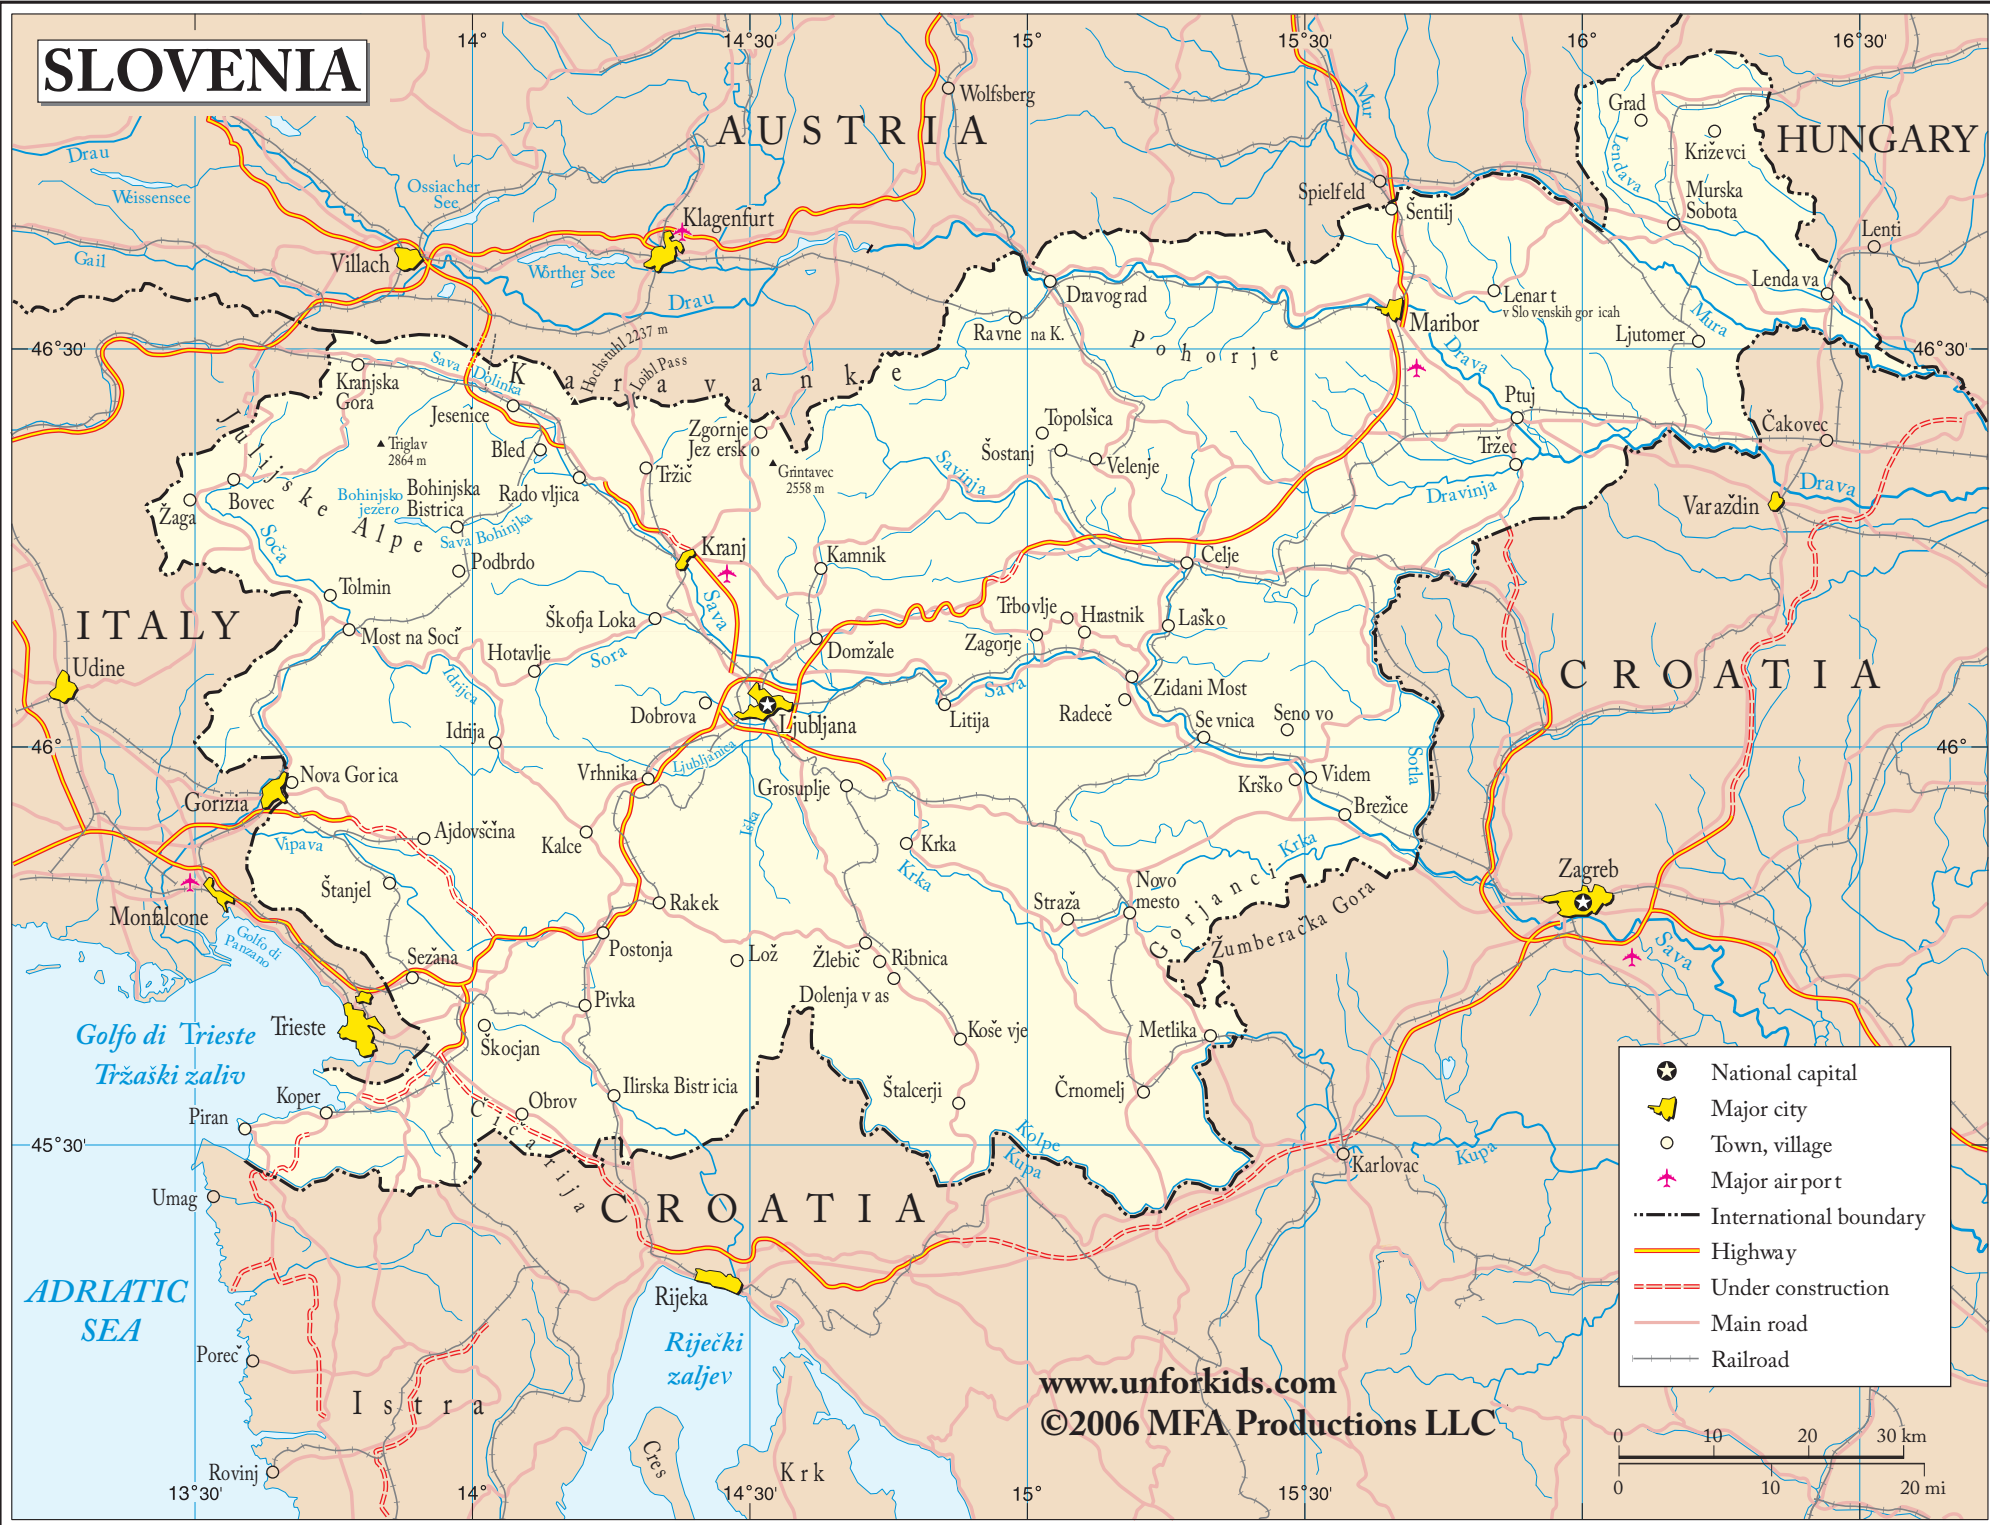 SLOVENIA
14°
14°30'
15°
15°30'
16°
16°30'
AUSTRIA
HUNGARY
ITALY
CROATIA
CROATIA
Wolfsberg
Mur
Grad
Križevci
Lendava
Murska
Sobota
Lenti
Lendava
Drau
Weissensee
Ossiacher
See
Klagenfurt
Spielfeld
Šentilj
Gail
Villach
Wörther See
Drau
Dravograd
Ravne na K.
Maribor
Lenart
v Slovenskih goricah
Ljutomer
Mura
46°30'
46°30'
Hochstuhl 2237 m
Loibl Pass
Karavanke
Pohorje
Drava
Ptuj
Tržec
Čakovec
Sava Dolinka
Kranjska
Gora
Jesenice
Triglav
2864 m
Bled
Zgornje
Jezersko
Grintavec
2558 m
Tržič
Topolsica
Šostanj
Velenje
Savinja
Dravinja
Varaždin
Drava
Julijske Alpe
Žaga
Bovec
Bohinjsko
jezero
Bohinjska
Bistrica
Radovljica
Sava Bohinjka
Soča
Podbrdo
Kranj
Kamnik
Celje
Tolmin
Most na Soči
Škofja Loka
Sava
Domžale
Trbovlje
Hrastnik
Zagorje
Laško
Udine
Hotavlje
Sora
Idrijca
Dobrova
Ljubljana
Litija
Sava
Zidani Most
Radeče
Sevnica
Senovo
Idrija
46°
46°
Nova Gorica
Gorizia
Vrhnika
Ljubljanica
Grosuplje
Krško
Videm
Brežice
Sotla
Vipava
Ajdovščina
Kalce
Iška
Krka
Krka
Krka
Zagreb
Štanjel
Monfalcone
Golfo di
Panzano
Rakek
Straža
Novo
mesto
Gorjanci
Žumberačka Gora
Sava
Sežana
Postonja
Lož
Žlebič
Ribnica
Dolenja vas
Trieste
Golfo di Trieste
Tržaški zaliv
Škocjan
Pivka
Koševje
Metlika
Koper
Piran
Obrov
Ilirska Bistricia
Štalcerji
Črnomelj
45°30'
Čičarija
Kolpe
Kupa
Karlovac
Kupa
Umag
ADRIATIC
SEA
Rijeka
Riječki
zaljev
Poreč
Istra
Rovinj
Cres
Krk
www.unforkids.com
©2006 MFA Productions LLC
National capital
Major city
Town, village
Major airport
International boundary
Highway
Under construction
Main road
Railroad
0 10 20 30 km
0 10 20 mi
13°30'
14°
14°30'
15°
15°30'